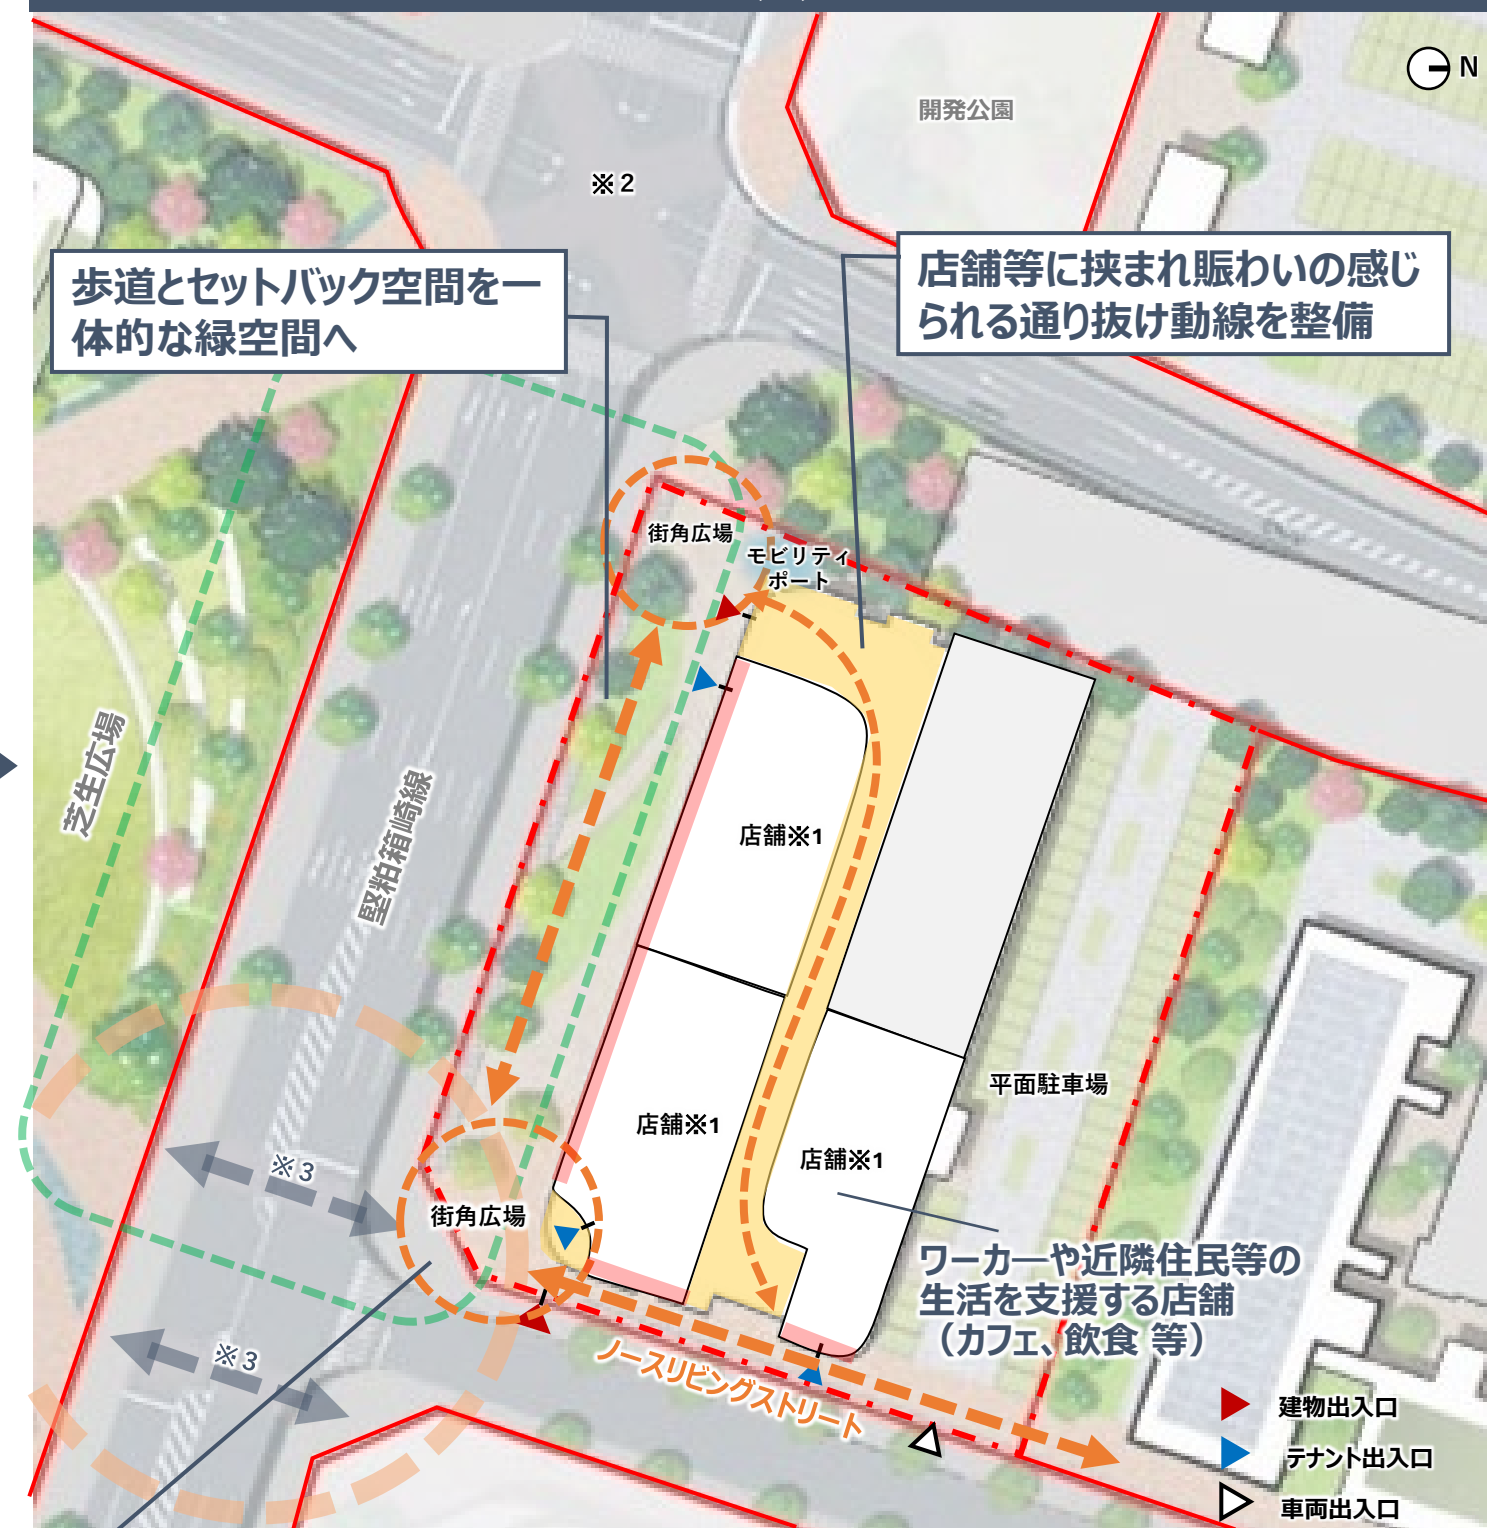 N
開発公園
※2
歩道とセットバック空間を一
体的な緑空間へ
店舗等に挟まれ賑わいの感じ
られる通り抜け動線を整備
街角広場
モビリティ
ポート
芝生広場
堅粕箱崎線
店舗※1
店舗※1
店舗※1
平面駐車場
※3
街角広場
※3
ワーカーや近隣住民等の
生活を支援する店舗
（カフェ、飲食 等）
ノースリビングストリート
建物出入口
テナント出入口
車両出入口